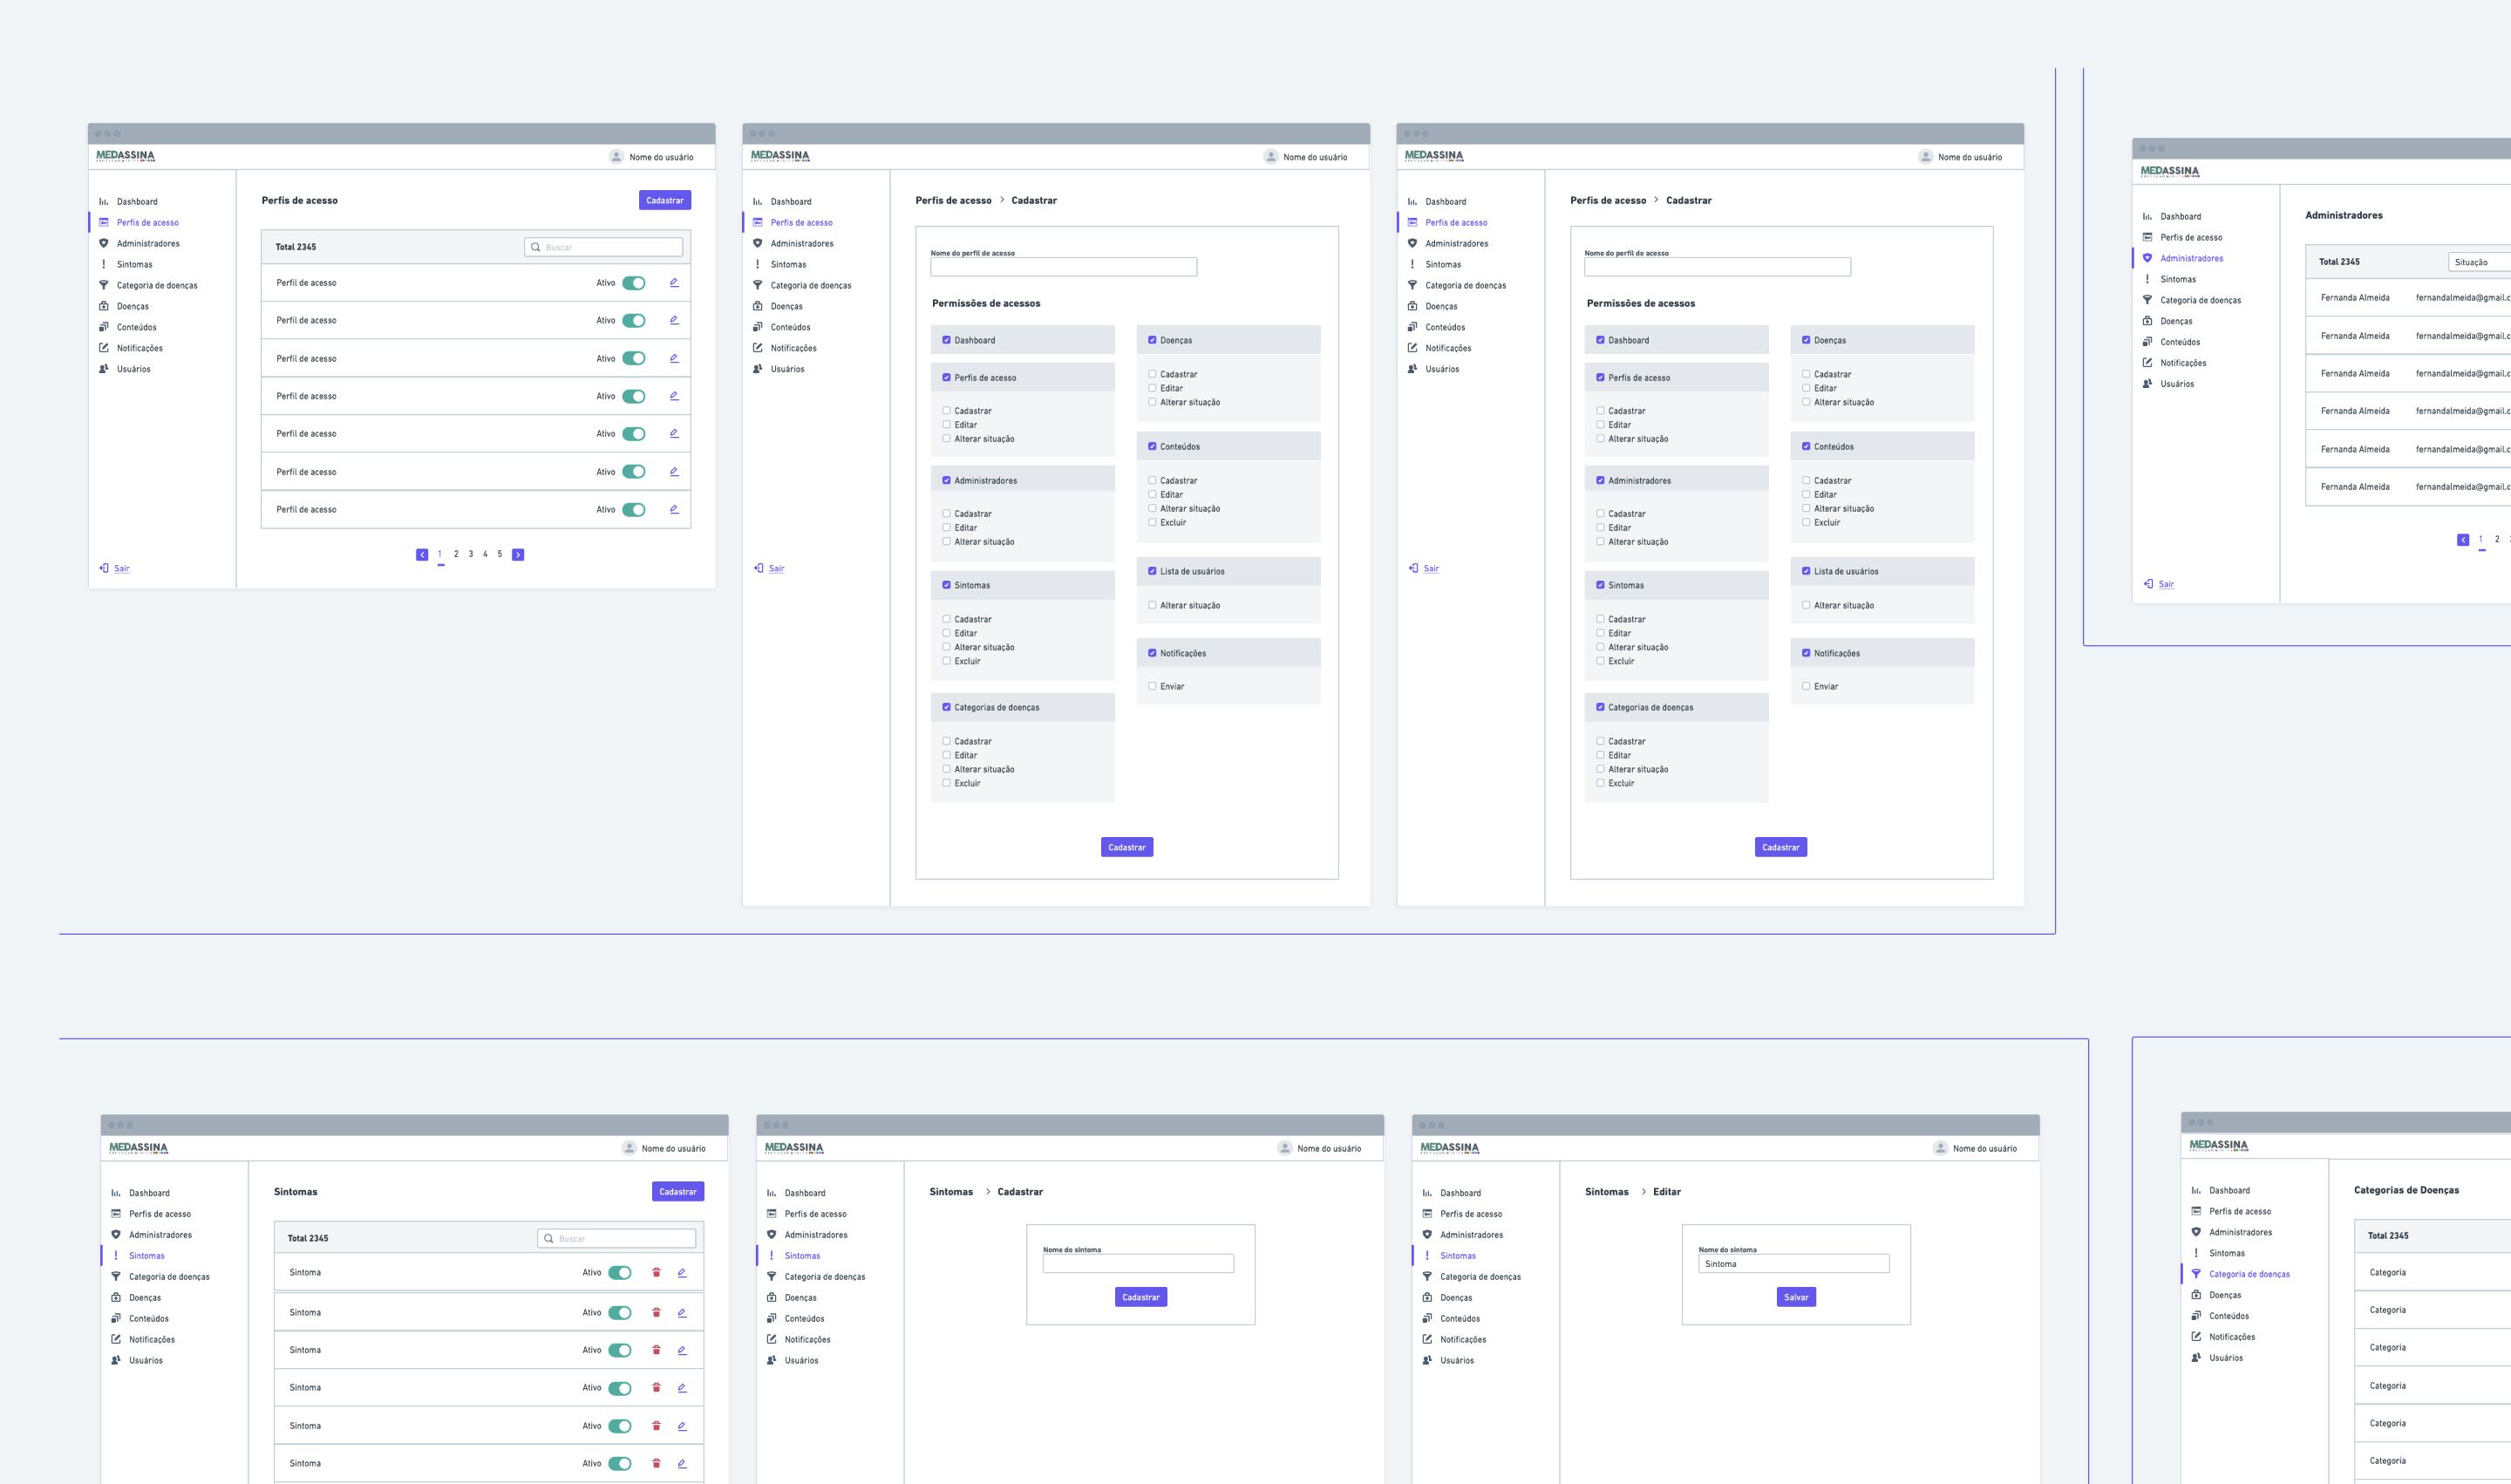 MEDASSINA
Nome do usuário
Dashboard
Perfis de acesso
Administradores
Sintomas
Categoria de doenças
Doenças
Conteúdos
Notificações
Usuários
Sair
Perfis de acesso
Cadastrar
Total 2345
Buscar
Perfil de acesso Ativo
Perfil de acesso Ativo
Perfil de acesso Ativo
Perfil de acesso Ativo
Perfil de acesso Ativo
Perfil de acesso Ativo
Perfil de acesso Ativo
1 2 3 4 5
MEDASSINA
Nome do usuário
Dashboard
Perfis de acesso
Administradores
Sintomas
Categoria de doenças
Doenças
Conteúdos
Notificações
Usuários
Sair
Perfis de acesso > Cadastrar
Nome do perfil de acesso
Permissões de acessos
Dashboard
Perfis de acesso
Cadastrar
Editar
Alterar situação
Administradores
Cadastrar
Editar
Alterar situação
Sintomas
Cadastrar
Editar
Alterar situação
Excluir
Categorias de doenças
Cadastrar
Editar
Alterar situação
Excluir
Doenças
Cadastrar
Editar
Alterar situação
Conteúdos
Cadastrar
Editar
Alterar situação
Excluir
Lista de usuários
Alterar situação
Notificações
Enviar
Cadastrar
MEDASSINA
Nome do usuário
Dashboard
Perfis de acesso
Administradores
Sintomas
Categoria de doenças
Doenças
Conteúdos
Notificações
Usuários
Sair
Perfis de acesso > Cadastrar
Nome do perfil de acesso
Permissões de acessos
Dashboard
Perfis de acesso
Cadastrar
Editar
Alterar situação
Administradores
Cadastrar
Editar
Alterar situação
Sintomas
Cadastrar
Editar
Alterar situação
Excluir
Categorias de doenças
Cadastrar
Editar
Alterar situação
Excluir
Doenças
Cadastrar
Editar
Alterar situação
Conteúdos
Cadastrar
Editar
Alterar situação
Excluir
Lista de usuários
Alterar situação
Notificações
Enviar
Cadastrar
MEDASSINA
Dashboard
Perfis de acesso
Administradores
Sintomas
Categoria de doenças
Doenças
Conteúdos
Notificações
Usuários
Sair
Administradores
Total 2345
Situação
Fernanda Almeida fernandalmeida@gmail.c
Fernanda Almeida fernandalmeida@gmail.c
Fernanda Almeida fernandalmeida@gmail.c
Fernanda Almeida fernandalmeida@gmail.c
Fernanda Almeida fernandalmeida@gmail.c
Fernanda Almeida fernandalmeida@gmail.c
1 2
MEDASSINA
Nome do usuário
Dashboard
Perfis de acesso
Administradores
Sintomas
Categoria de doenças
Doenças
Conteúdos
Notificações
Usuários
Sintomas
Cadastrar
Total 2345
Buscar
Sintoma Ativo
Sintoma Ativo
Sintoma Ativo
Sintoma Ativo
Sintoma Ativo
Sintoma Ativo
MEDASSINA
Nome do usuário
Dashboard
Perfis de acesso
Administradores
Sintomas
Categoria de doenças
Doenças
Conteúdos
Notificações
Usuários
Sintomas > Cadastrar
Nome do sintoma
Cadastrar
MEDASSINA
Nome do usuário
Dashboard
Perfis de acesso
Administradores
Sintomas
Categoria de doenças
Doenças
Conteúdos
Notificações
Usuários
Sintomas > Editar
Nome do sintoma
Sintoma
Salvar
MEDASSINA
Dashboard
Perfis de acesso
Administradores
Sintomas
Categoria de doenças
Doenças
Conteúdos
Notificações
Usuários
Categorias de Doenças
Total 2345
Categoria
Categoria
Categoria
Categoria
Categoria
Categoria